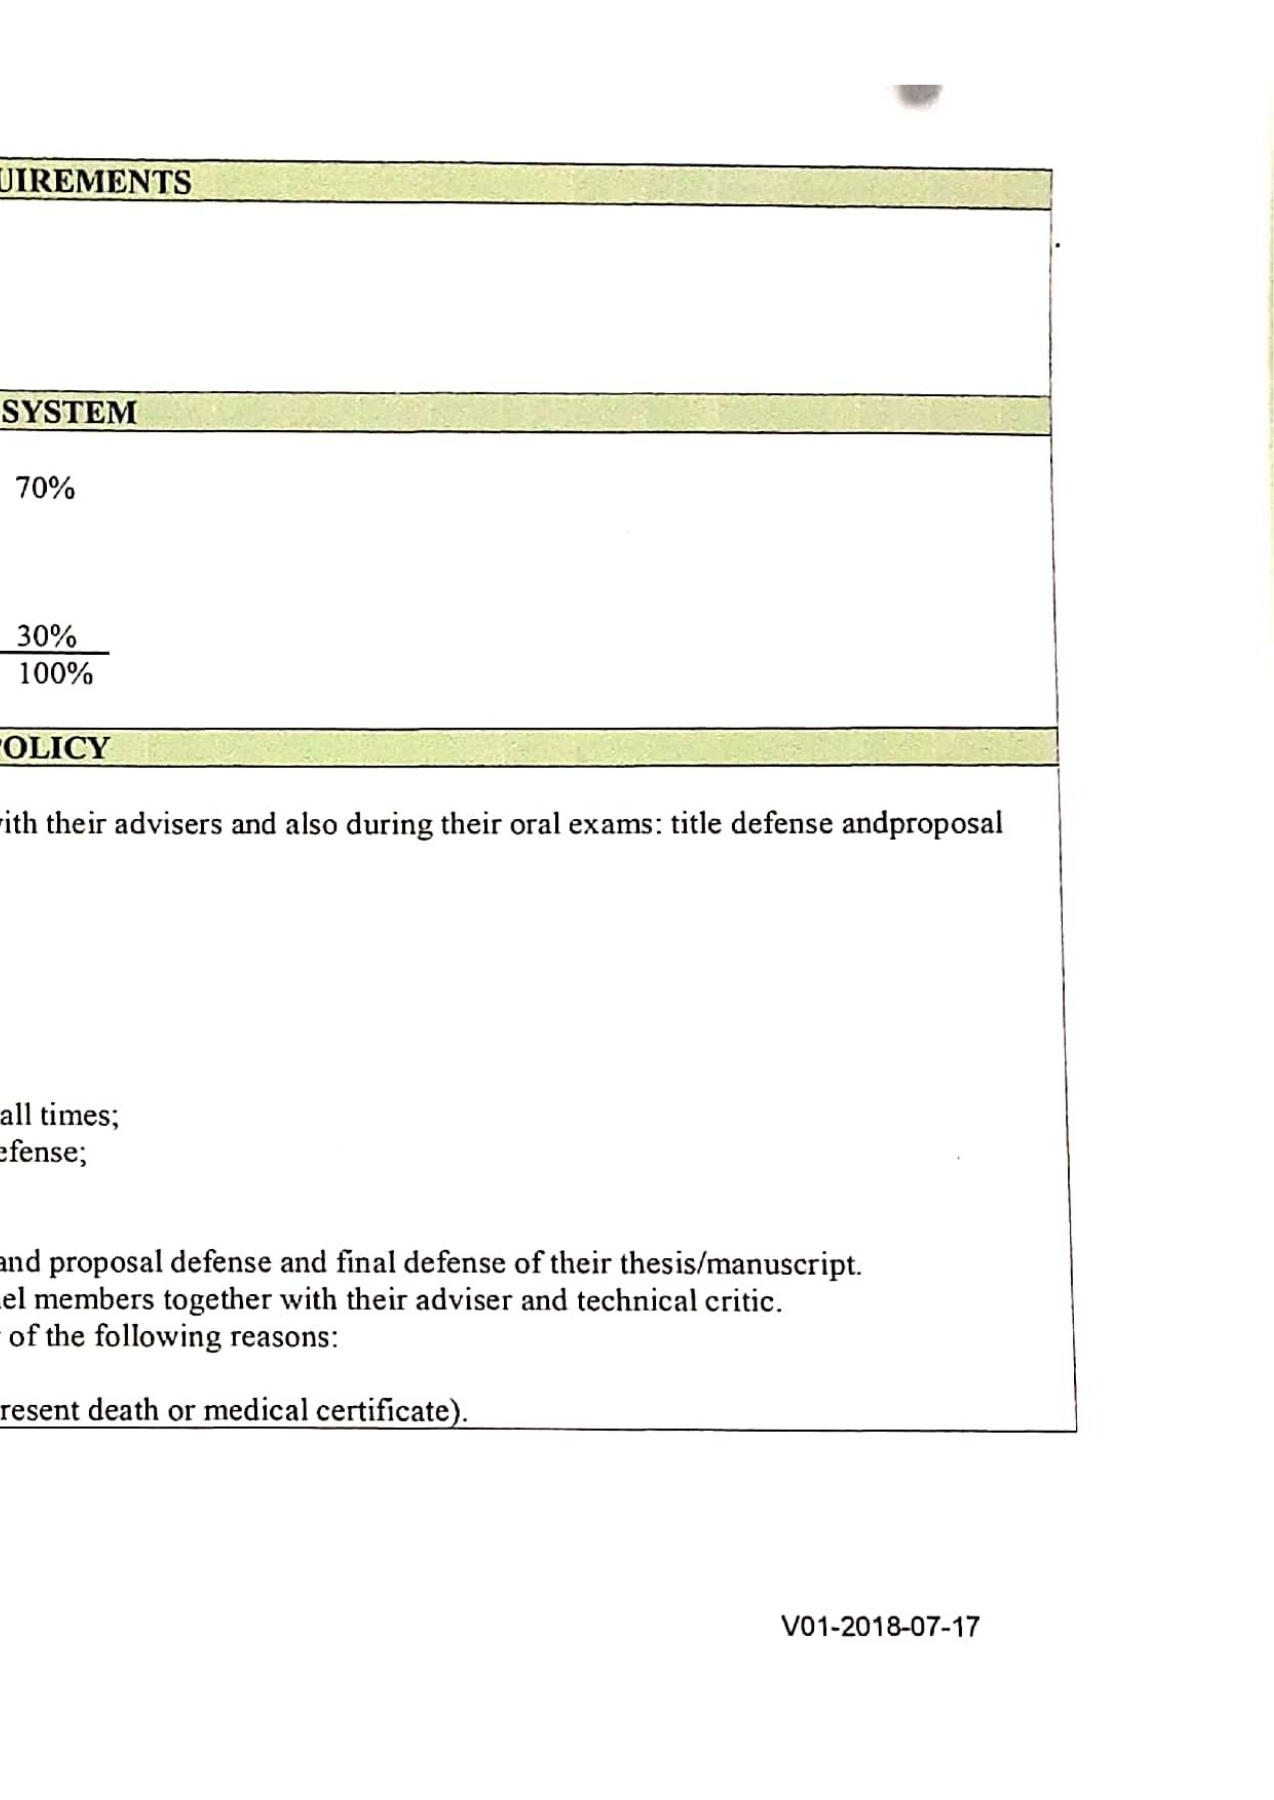 UIREMENTS
SYSTEM
70%
30%
100%
OLICY
ith their advisers and also during their oral exams: title defense andproposal
all times;
efense;
and proposal defense and final defense of their thesis/manuscript.
el members together with their adviser and technical critic.
of the following reasons:
resent death or medical certificate).
V01-2018-07-17